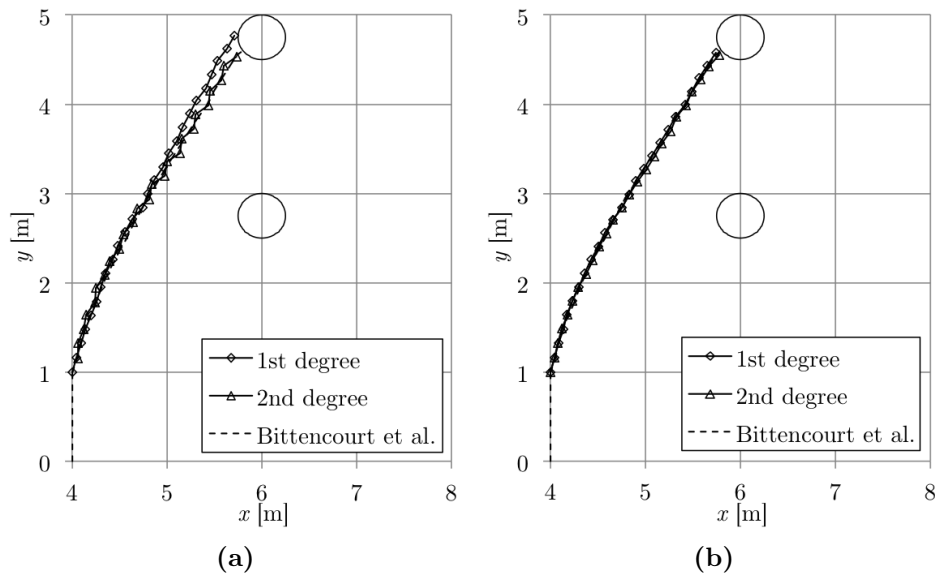 5
4
3
2
1
0
y [m]
1st degree
2nd degree
Bittencourt et al.
4 5 6 7 8
x [m]
(a)
5
4
3
2
1
0
y [m]
1st degree
2nd degree
Bittencourt et al.
4 5 6 7 8
x [m]
(b)